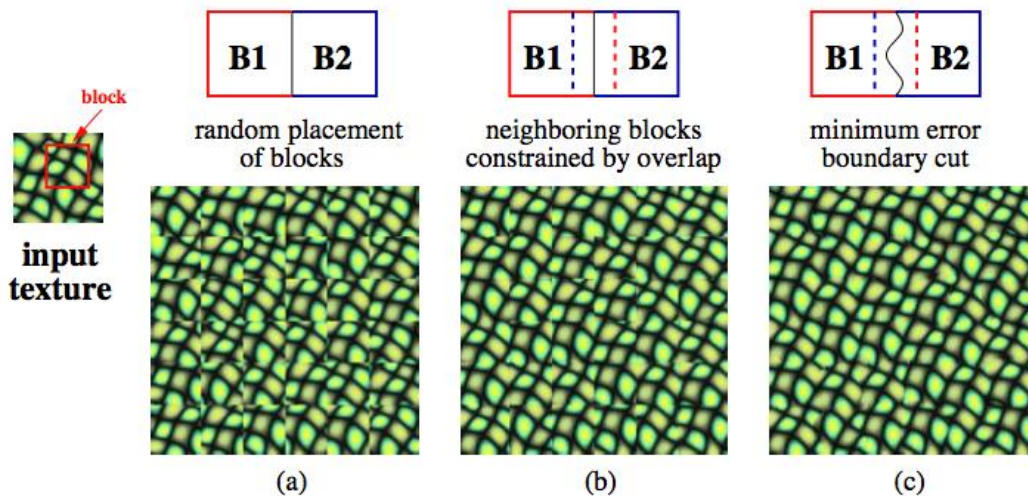 block
input
texture
B1 B2
random placement
of blocks
(a)
B1 B2
neighboring blocks
constrained by overlap
(b)
B1 B2
minimum error
boundary cut
(c)